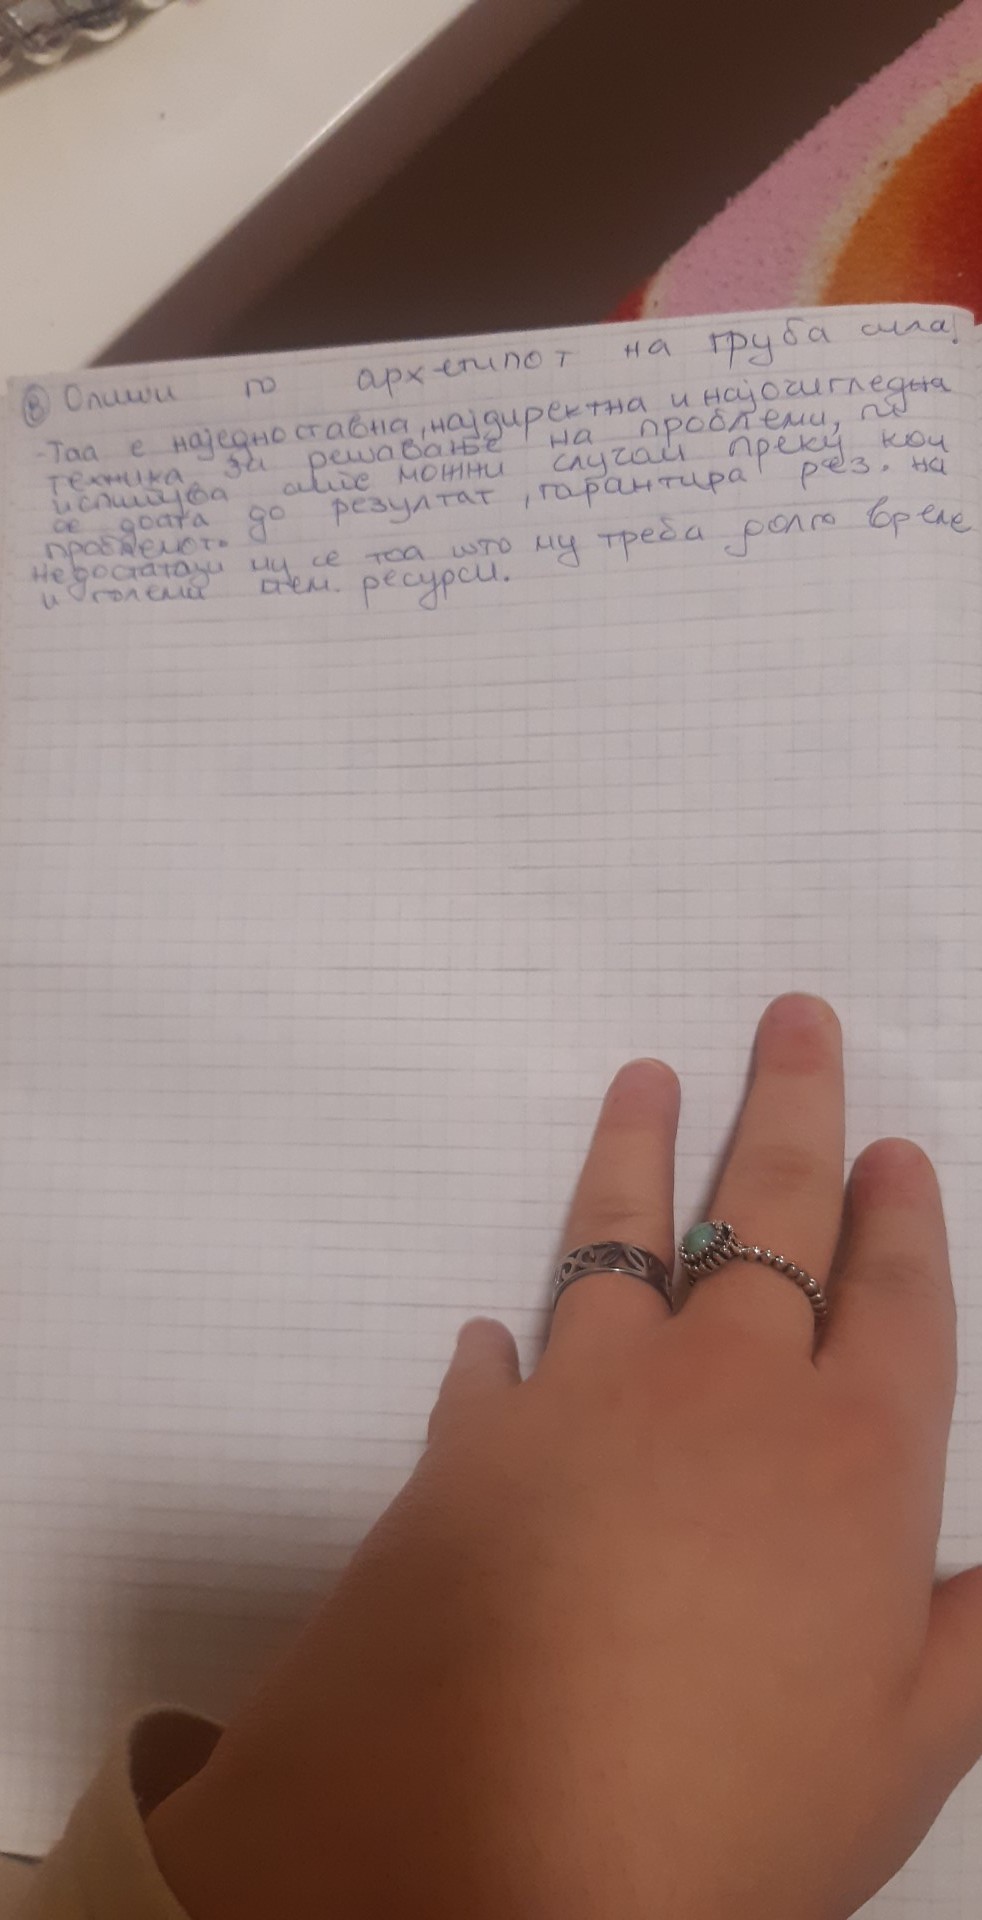 ⑧ Опиши го архетипот на груба сила!
-Таа е наједноставна, најдиректна и најочигледна
техника за решавање на проблеми, ги
испишува сите можни случаи преку кои
се доаѓа до резултат, гарантира рез. на
проблемот.
недостатоци му се тоа што му треба долго време
и големи мем. ресурси.